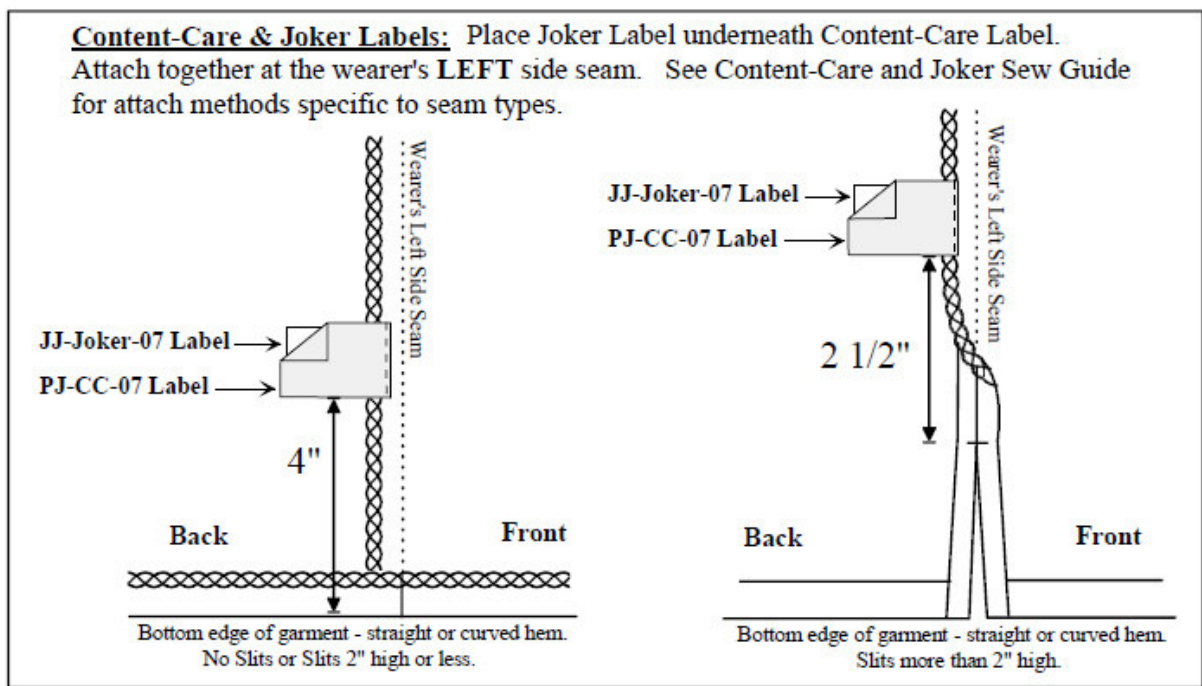 Content-Care & Joker Labels: Place Joker Label underneath Content-Care Label.
Attach together at the wearer's LEFT side seam. See Content-Care and Joker Sew Guide
for attach methods specific to seam types.
Wearer's Left Side Seam
JJ-Joker-07 Label
PJ-CC-07 Label
4"
Back
Front
Bottom edge of garment - straight or curved hem.
No Slits or Slits 2" high or less.
Wearer's Left Side Seam
JJ-Joker-07 Label
PJ-CC-07 Label
2 1/2"
Back
Front
Bottom edge of garment - straight or curved hem.
Slits more than 2" high.